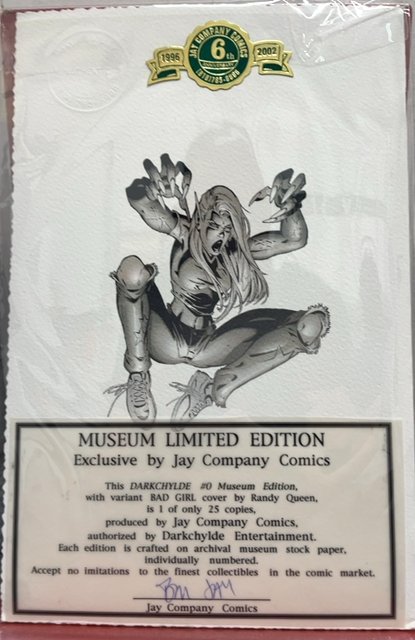 JAY COMPANY COMICS
1996
6th
2002
ANNIVERSARY
MUSEUM LIMITED EDITION
Exclusive by Jay Company Comics
This DARKCHYLDE #0 Museum Edition,
with variant BAD GIRL cover by Randy Queen,
is 1 of only 25 copies,
produced by Jay Company Comics,
authorized by Darkchylde Entertainment.
Each edition is crafted on archival museum stock paper,
individually numbered.
Accept no imitations to the finest collectibles in the comic market.
Jay Company Comics